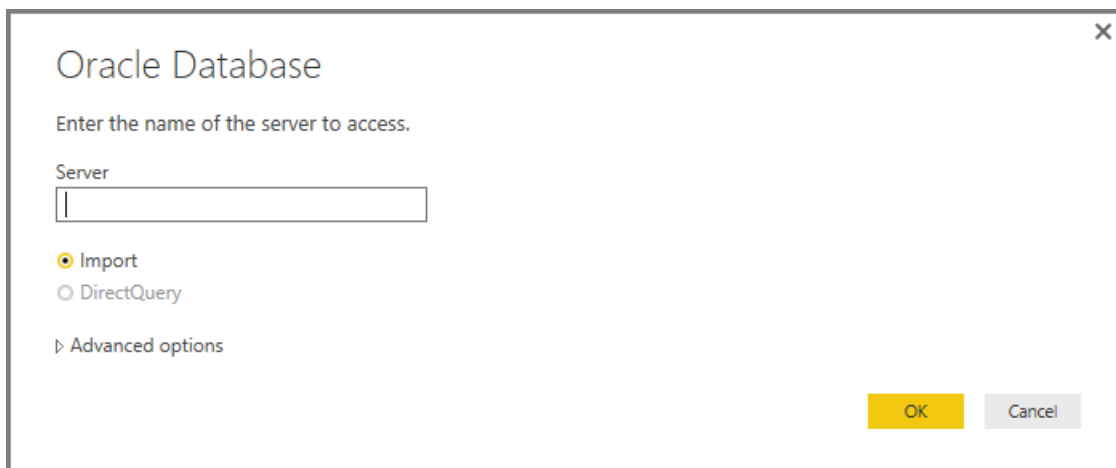 Oracle Database
Enter the name of the server to access.
Server
Import
DirectQuery
Advanced options
OK
Cancel